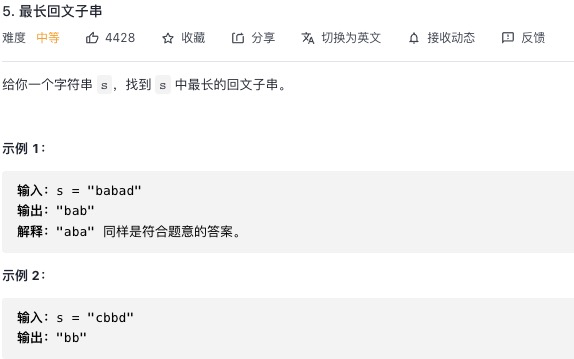 5. 最长回文子串
难度 中等 4428 收藏 分享 切换为英文 接收动态 反馈
给你一个字符串 s，找到 s 中最长的回文子串。
示例 1：
输入：s = "babad"
输出："bab"
解释："aba" 同样是符合题意的答案。
示例 2：
输入：s = "cbbd"
输出："bb"